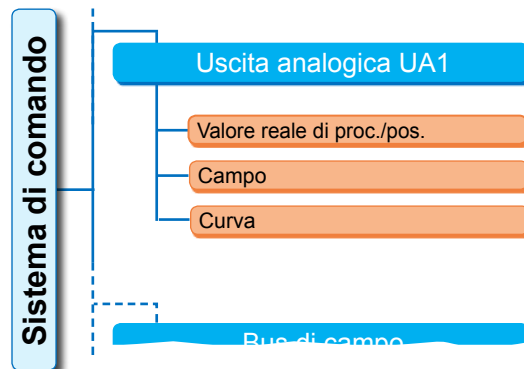 Sistema di comando
Uscita analogica UA1
Valore reale di proc./pos.
Campo
Curva
Bus di campo